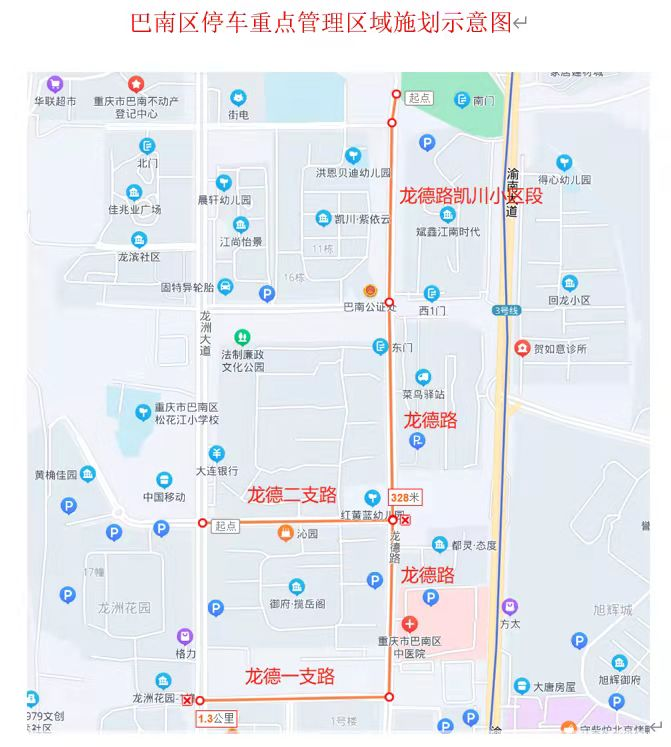 巴南区停车重点管理区域施划示意图
华联超市
重庆市巴南不动产
登记中心
街电
起点
南门
P
北门
洪恩贝迪幼儿园
渝南大道
得心幼儿园
佳兆业广场
晨轩幼儿园
龙德路凯川小区段
凯川·紫依云
斌鑫江南时代
江尚怡景
11栋
龙滨社区
16栋
固特异轮胎
P
巴南公证处
西1门
回龙小区
3号线
龙洲大道
法制廉政
文化公园
东门
贺如意诊所
菜鸟驿站
重庆市巴南区
松花江小学校
龙德路
P
大连银行
黄桷佳园
中国移动
龙德二支路
328米
P
红黄蓝幼儿园
起点
P
P
沁园
龙德路
都灵·态度
17幢
龙德路
P
P
御府·揽岳阁
P
P
龙洲花园
P
方太
旭辉城
重庆市巴南区
中医院
格力
P
旭辉御府
龙德一支路
龙洲花园
大唐房屋
P
979文创
1.3公里
1号楼
P
P